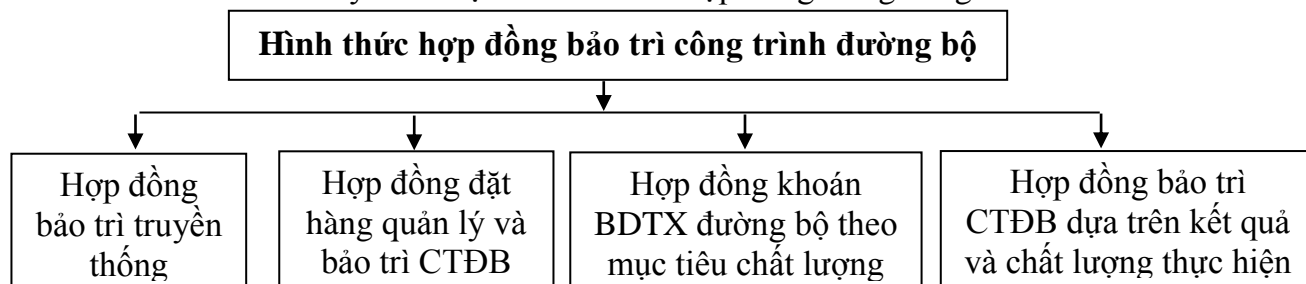 Hình thức hợp đồng bảo trì công trình đường bộ
Hợp đồng
bảo trì truyền
thống
Hợp đồng đặt
hàng quản lý và
bảo trì CTĐB
Hợp đồng khoán
BDTX đường bộ theo
mục tiêu chất lượng
Hợp đồng bảo trì
CTĐB dựa trên kết quả
và chất lượng thực hiện